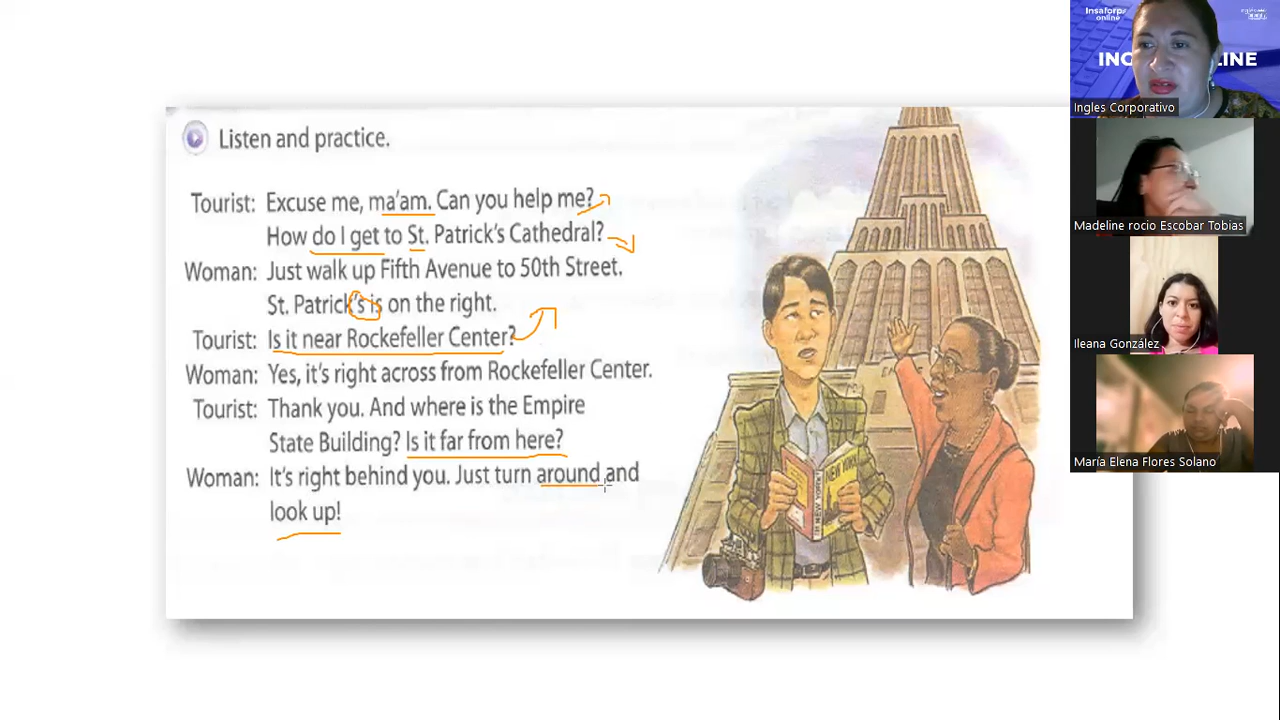 Listen and practice.
Tourist: Excuse me, ma'am. Can you help me?
How do I get to St. Patrick's Cathedral?
Woman: Just walk up Fifth Avenue to 50th Street.
St. Patrick's is on the right.
Tourist: Is it near Rockefeller Center?
Woman: Yes, it's right across from Rockefeller Center.
Tourist: Thank you. And where is the Empire
State Building? Is it far from here?
Woman: It's right behind you. Just turn around and
look up!
NEW YORK
Insaforp
online
ING
LINE
Ingles Corporativo
Madeline rocio Escobar Tobias
Ileana González
María Elena Flores Solano